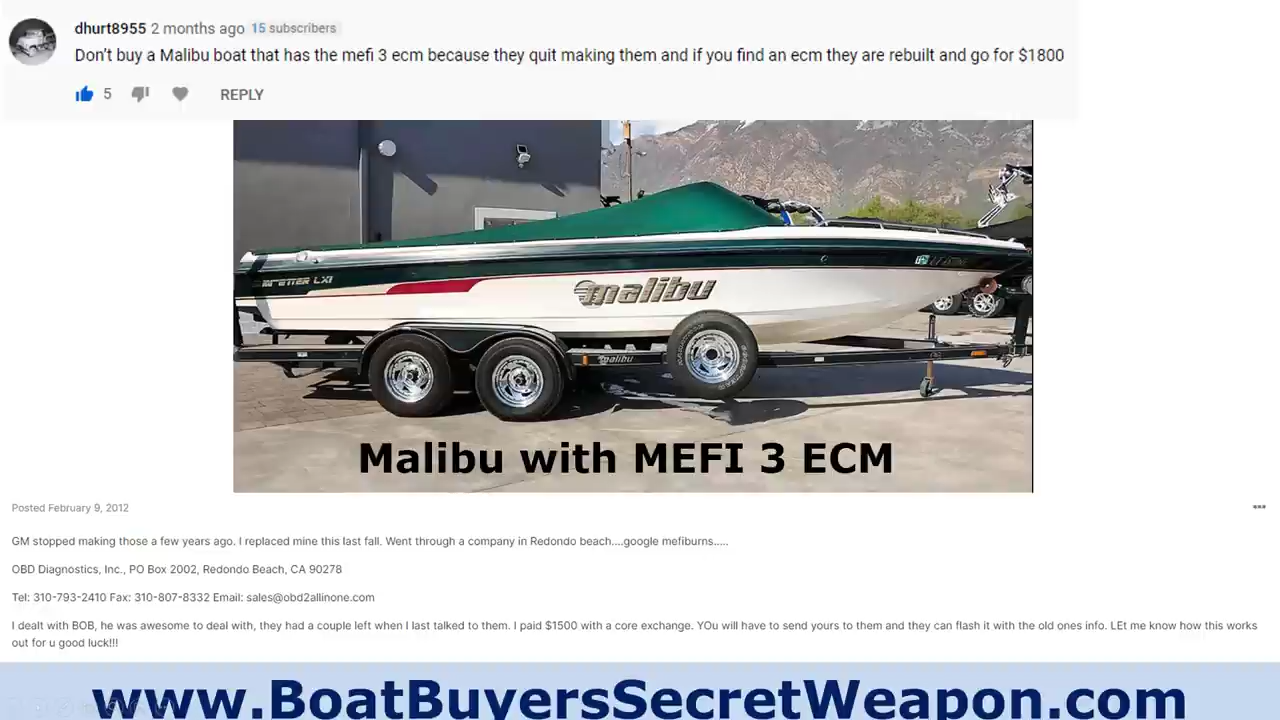 dhurt8955 2 months ago 15 subscribers
Don't buy a Malibu boat that has the mefi 3 ecm because they quit making them and if you find an ecm they are rebuilt and go for $1800
5 REPLY
LXI
malibu
malibu
Malibu with MEFI 3 ECM
Posted February 9, 2012
GM stopped making those a few years ago. I replaced mine this last fall. Went through a company in Redondo beach....google mefiburns.....
OBD Diagnostics, Inc., PO Box 2002, Redondo Beach, CA 90278
Tel: 310-793-2410 Fax: 310-807-8332 Email: sales@obd2allinone.com
I dealt with BOB, he was awesome to deal with, they had a couple left when I last talked to them. I paid $1500 with a core exchange. YOu will have to send yours to them and they can flash it with the old ones info. LEt me know how this works
out for u good luck!!!
www.BoatBuyersSecretWeapon.com